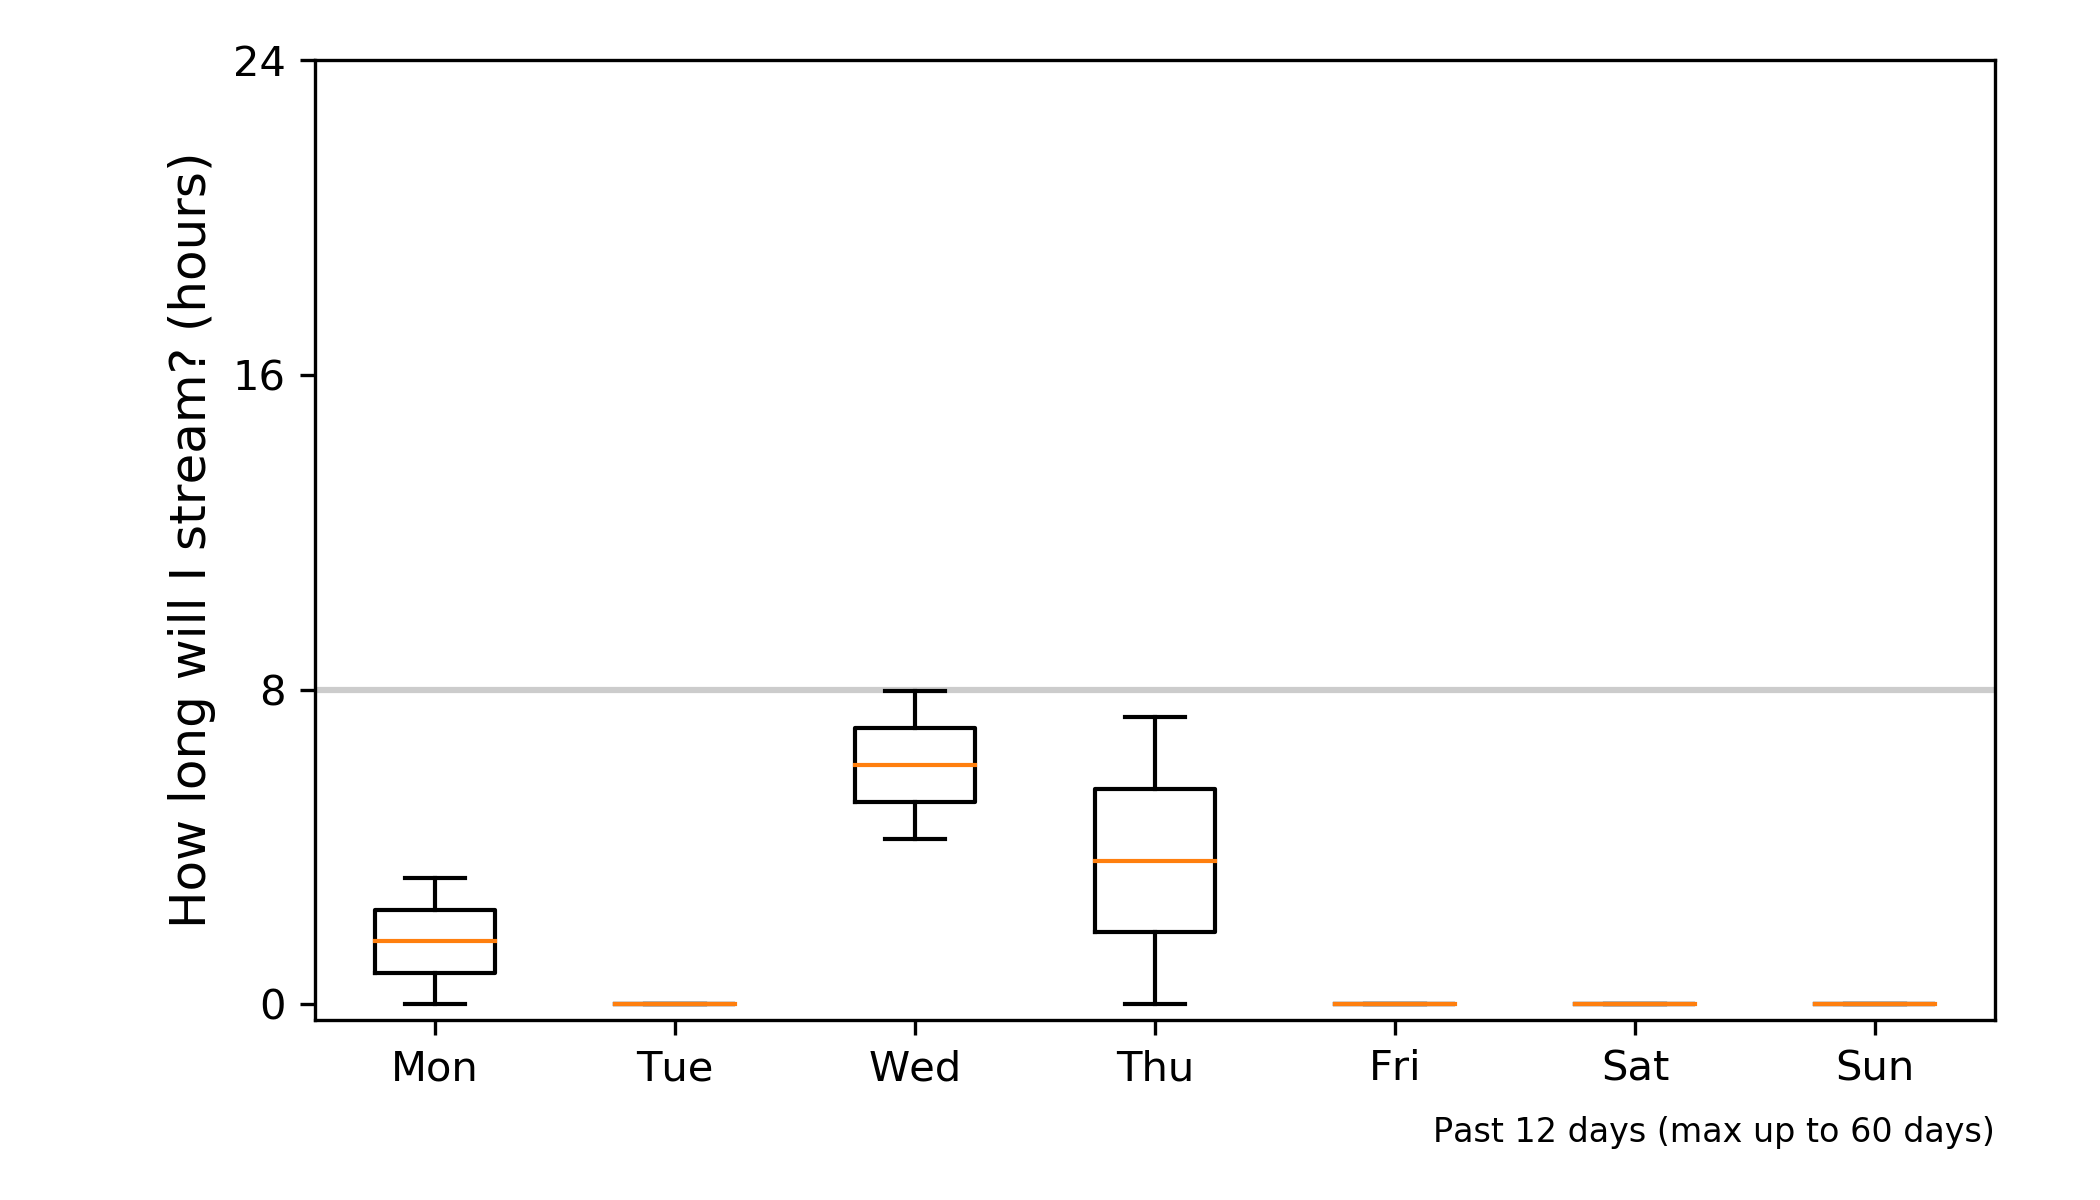 How long will I stream? (hours)
24
16
8
0
Mon Tue Wed Thu Fri Sat Sun
Past 12 days (max up to 60 days)